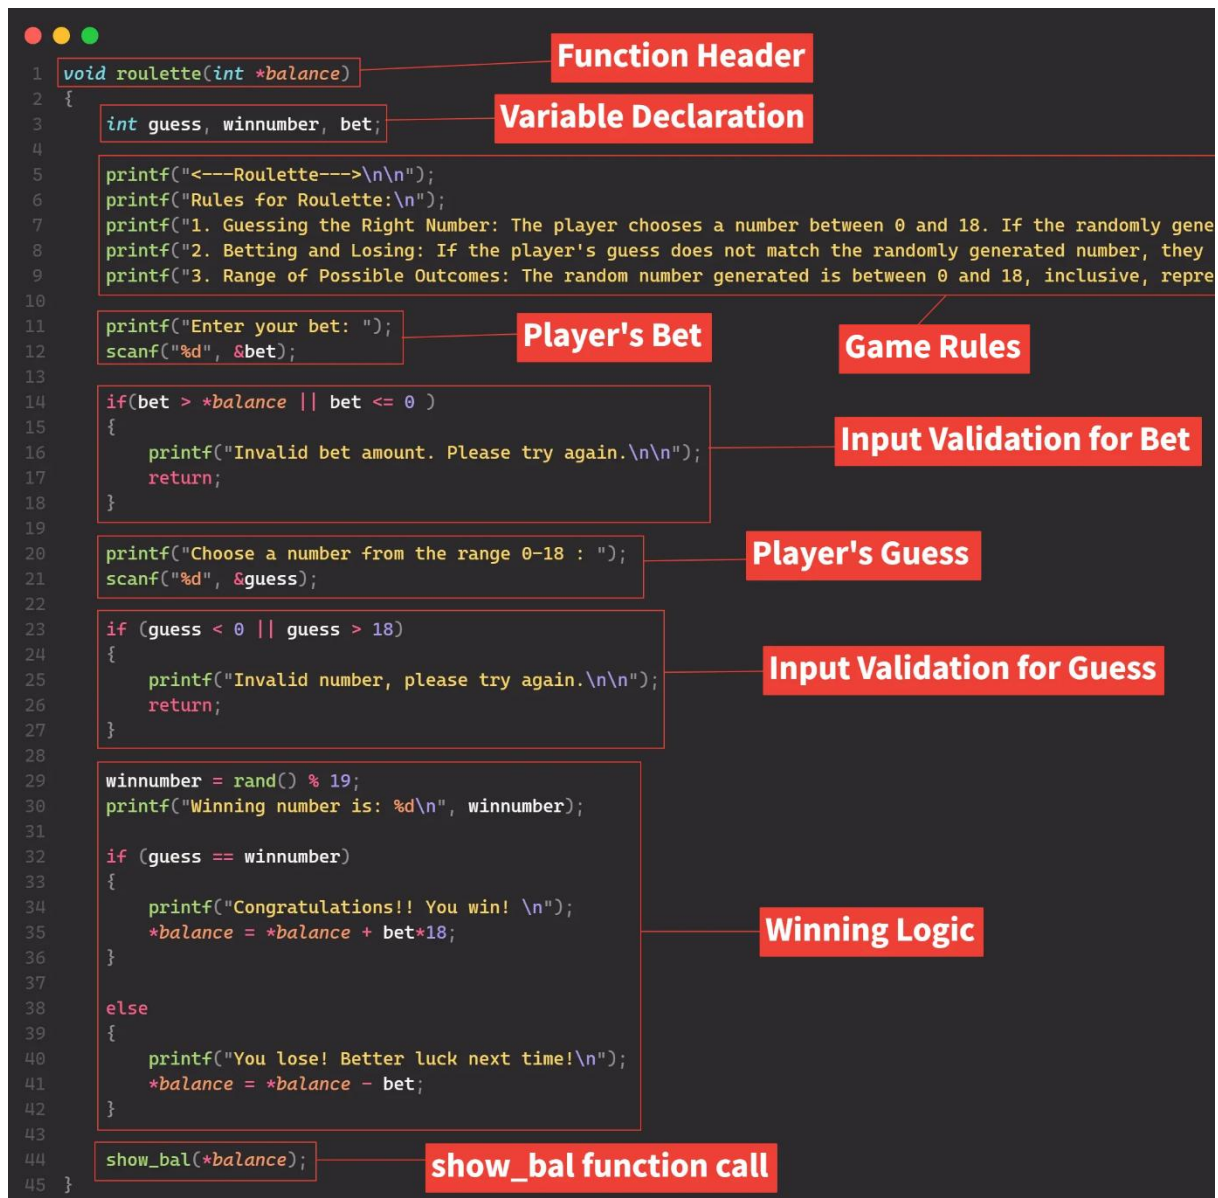 Function Header
1 void roulette(int *balance)
2 {
Variable Declaration
3 int guess, winnumber, bet;
4
5 printf("<---Roulette--->\n\n");
6 printf("Rules for Roulette:\n");
7 printf("1. Guessing the Right Number: The player chooses a number between 0 and 18. If the randomly gene
8 printf("2. Betting and Losing: If the player's guess does not match the randomly generated number, they
9 printf("3. Range of Possible Outcomes: The random number generated is between 0 and 18, inclusive, repre
10
11 printf("Enter your bet: ");
Player's Bet
Game Rules
12 scanf("%d", &bet);
13
14 if(bet > *balance || bet <= 0 )
15 {
Input Validation for Bet
16 printf("Invalid bet amount. Please try again.\n\n");
17 return;
18 }
19
20 printf("Choose a number from the range 0-18 : ");
Player's Guess
21 scanf("%d", &guess);
22
23 if (guess < 0 || guess > 18)
24 {
Input Validation for Guess
25 printf("Invalid number, please try again.\n\n");
26 return;
27 }
28
29 winnumber = rand() % 19;
30 printf("Winning number is: %d\n", winnumber);
31
32 if (guess == winnumber)
33 {
34 printf("Congratulations!! You win! \n");
Winning Logic
35 *balance = *balance + bet*18;
36 }
37
38 else
39 {
40 printf("You lose! Better luck next time!\n");
41 *balance = *balance - bet;
42 }
43
44 show_bal(*balance);
show_bal function call
45 }